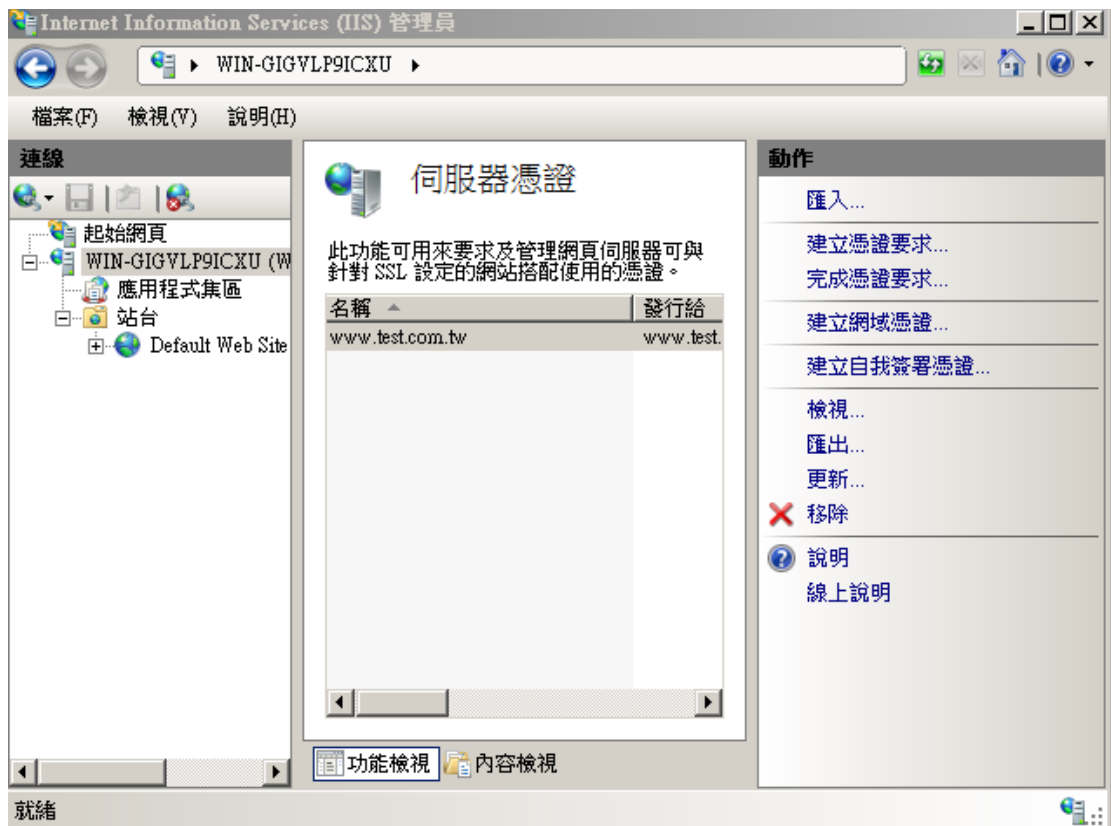 Internet Information Services (IIS) 管理員
WIN-GIGVLP9ICXU
檔案(F) 檢視(V) 說明(H)
連線
起始網頁
WIN-GIGVLP9ICXU (W
應用程式集區
站台
Default Web Site
伺服器憑證
此功能可用來要求及管理網頁伺服器可與
針對 SSL 設定的網站搭配使用的憑證。
名稱 發行給
www.test.com.tw www.test.
功能檢視 內容檢視
動作
匯入...
建立憑證要求...
完成憑證要求...
建立網域憑證...
建立自我簽署憑證...
檢視...
匯出...
更新...
移除
說明
線上說明
就緒